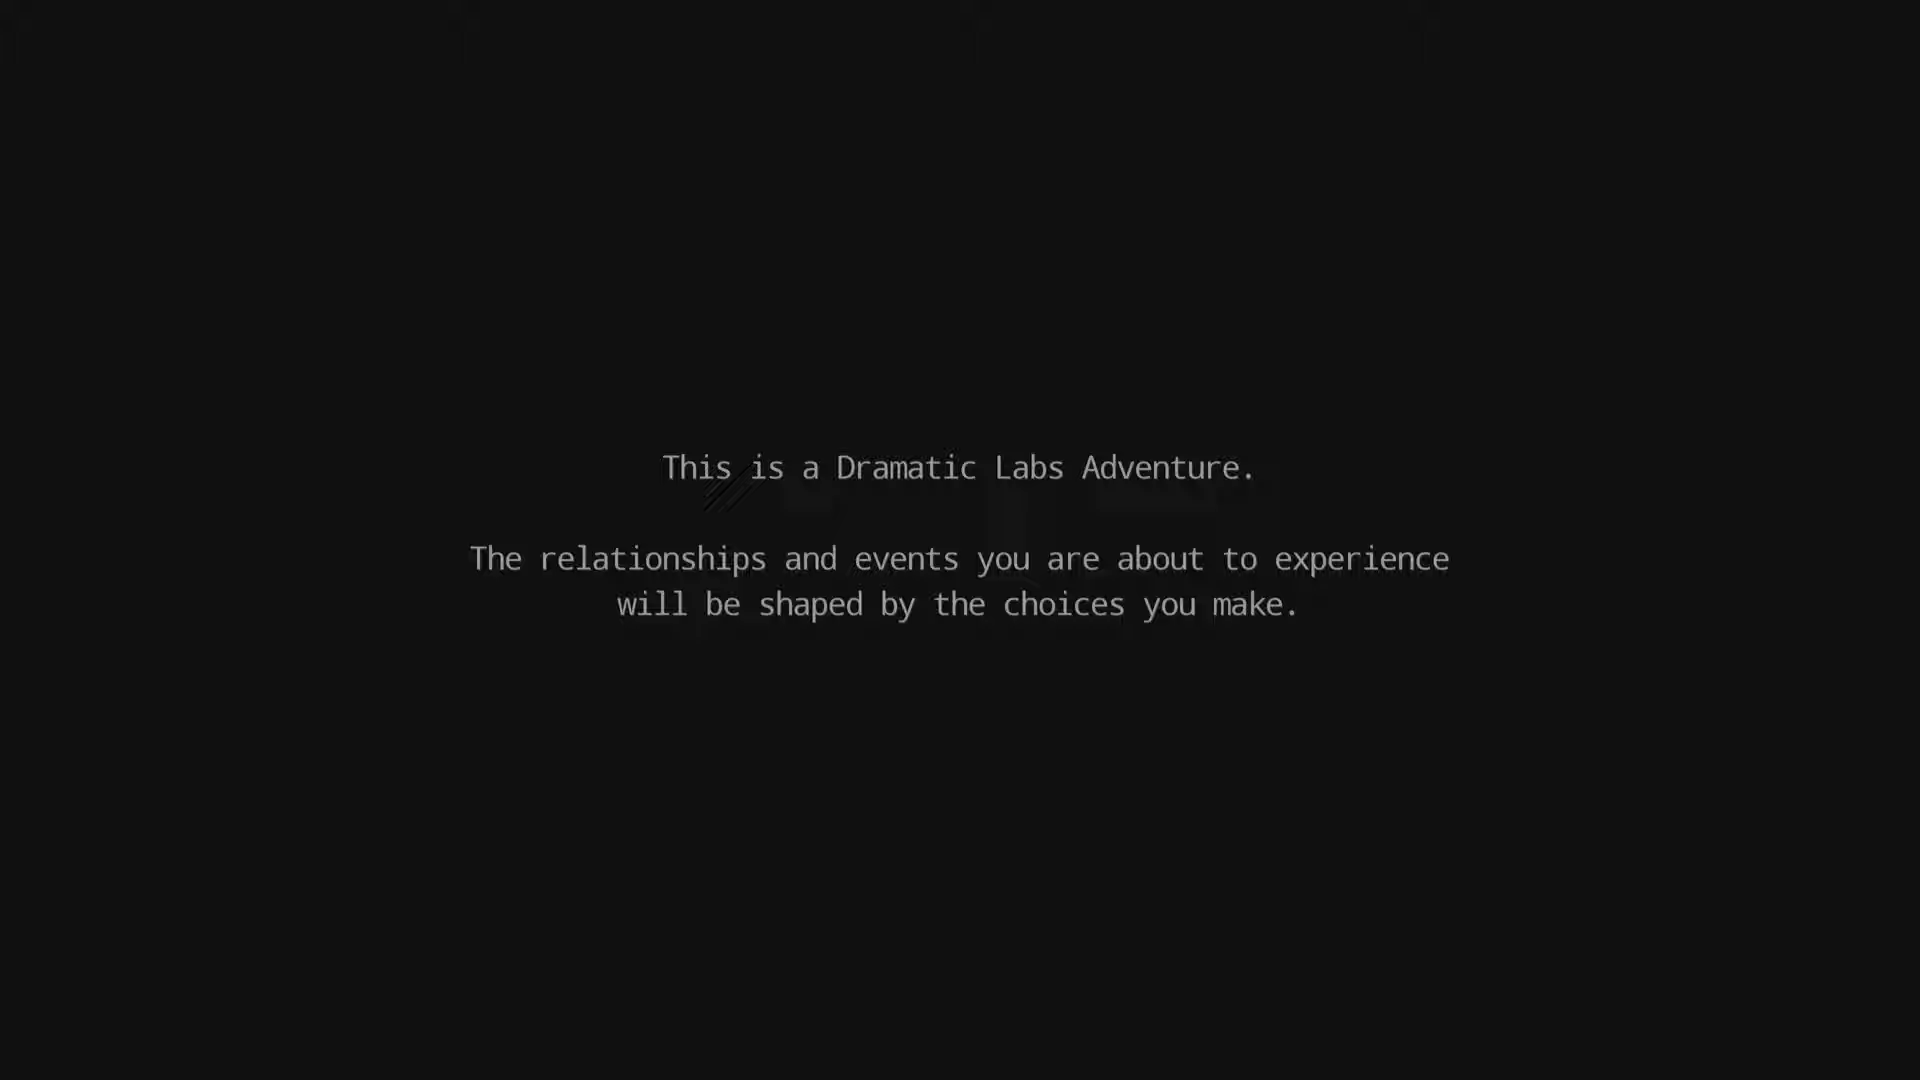 This is a Dramatic Labs Adventure.
The relationships and events you are about to experience
will be shaped by the choices you make.